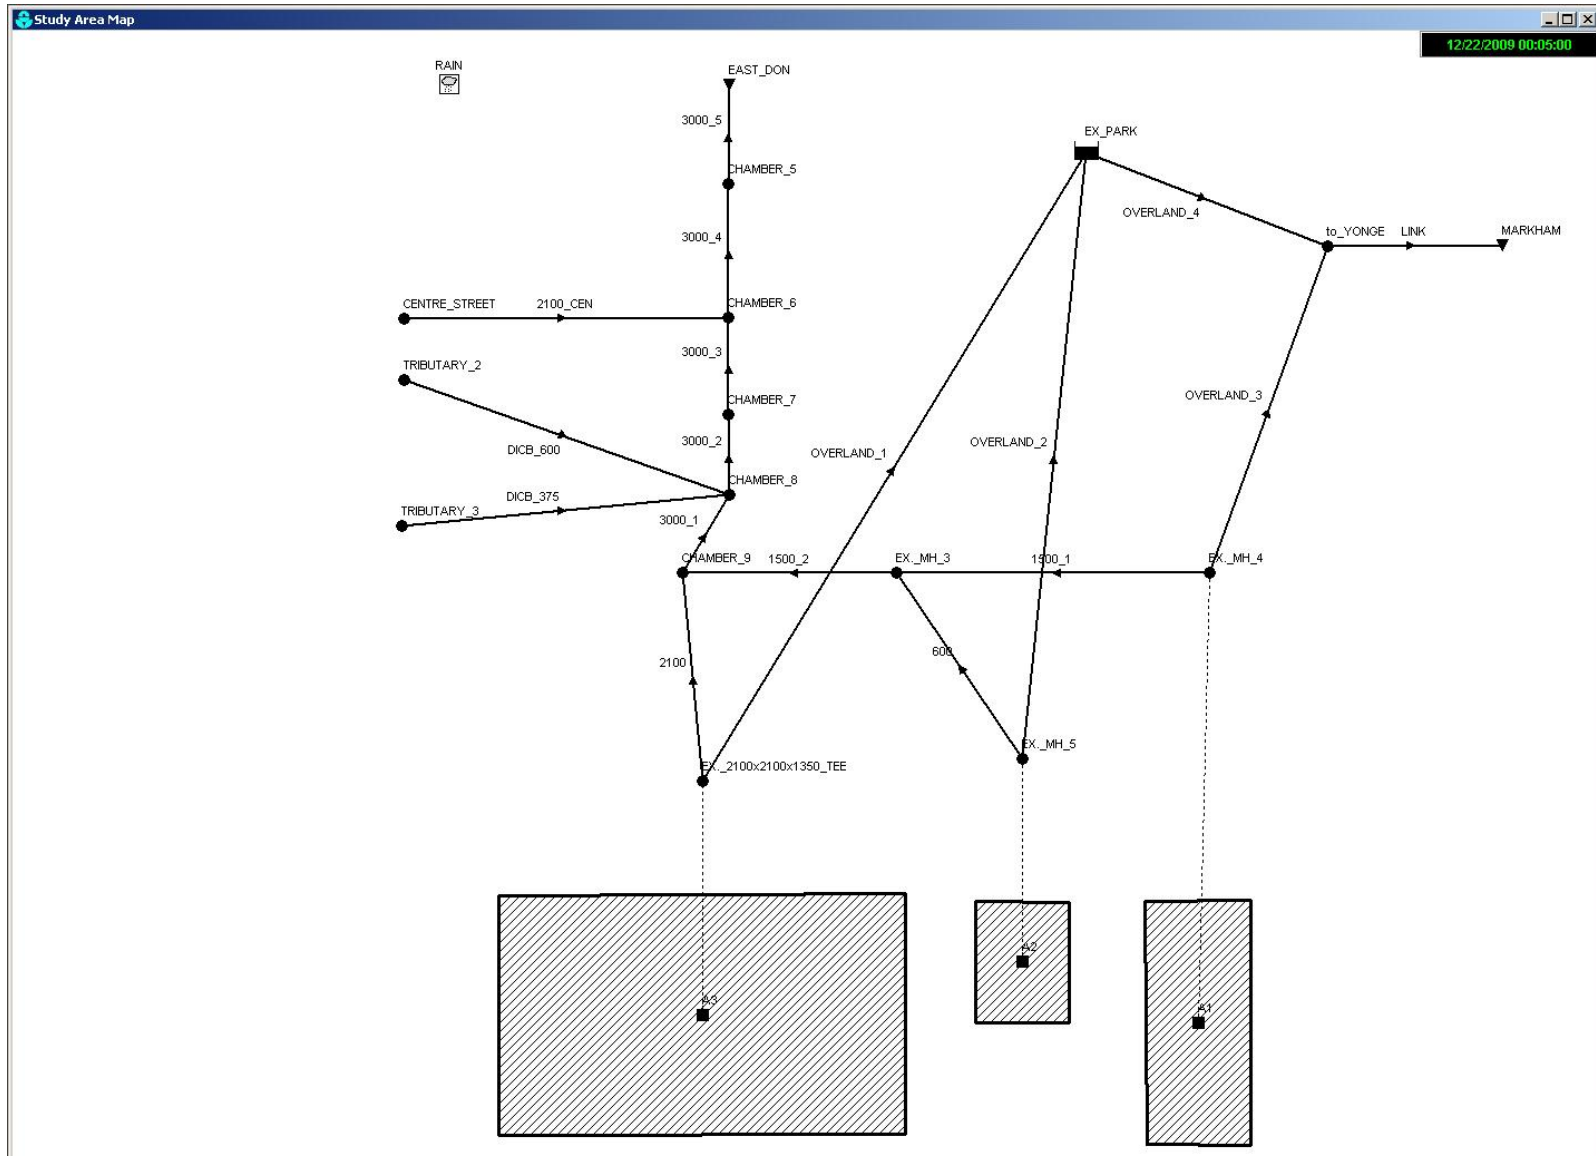 Study Area Map
12/22/2009 00:05:00
RAIN
EAST_DON
3000_5
EX_PARK
CHAMBER_5
OVERLAND_4
3000_4
to_YONGE
LINK
MARKHAM
CENTRE_STREET
2100_CEN
CHAMBER_6
3000_3
TRIBUTARY_2
CHAMBER_7
OVERLAND_3
3000_2
OVERLAND_2
DICB_600
OVERLAND_1
CHAMBER_8
DICB_375
TRIBUTARY_3
3000_1
CHAMBER_9
1500_2
EX._MH_3
1500_1
EX._MH_4
600
2100
EX._MH_5
EX._2100x2100x1350_TEE
A2
A3
A1